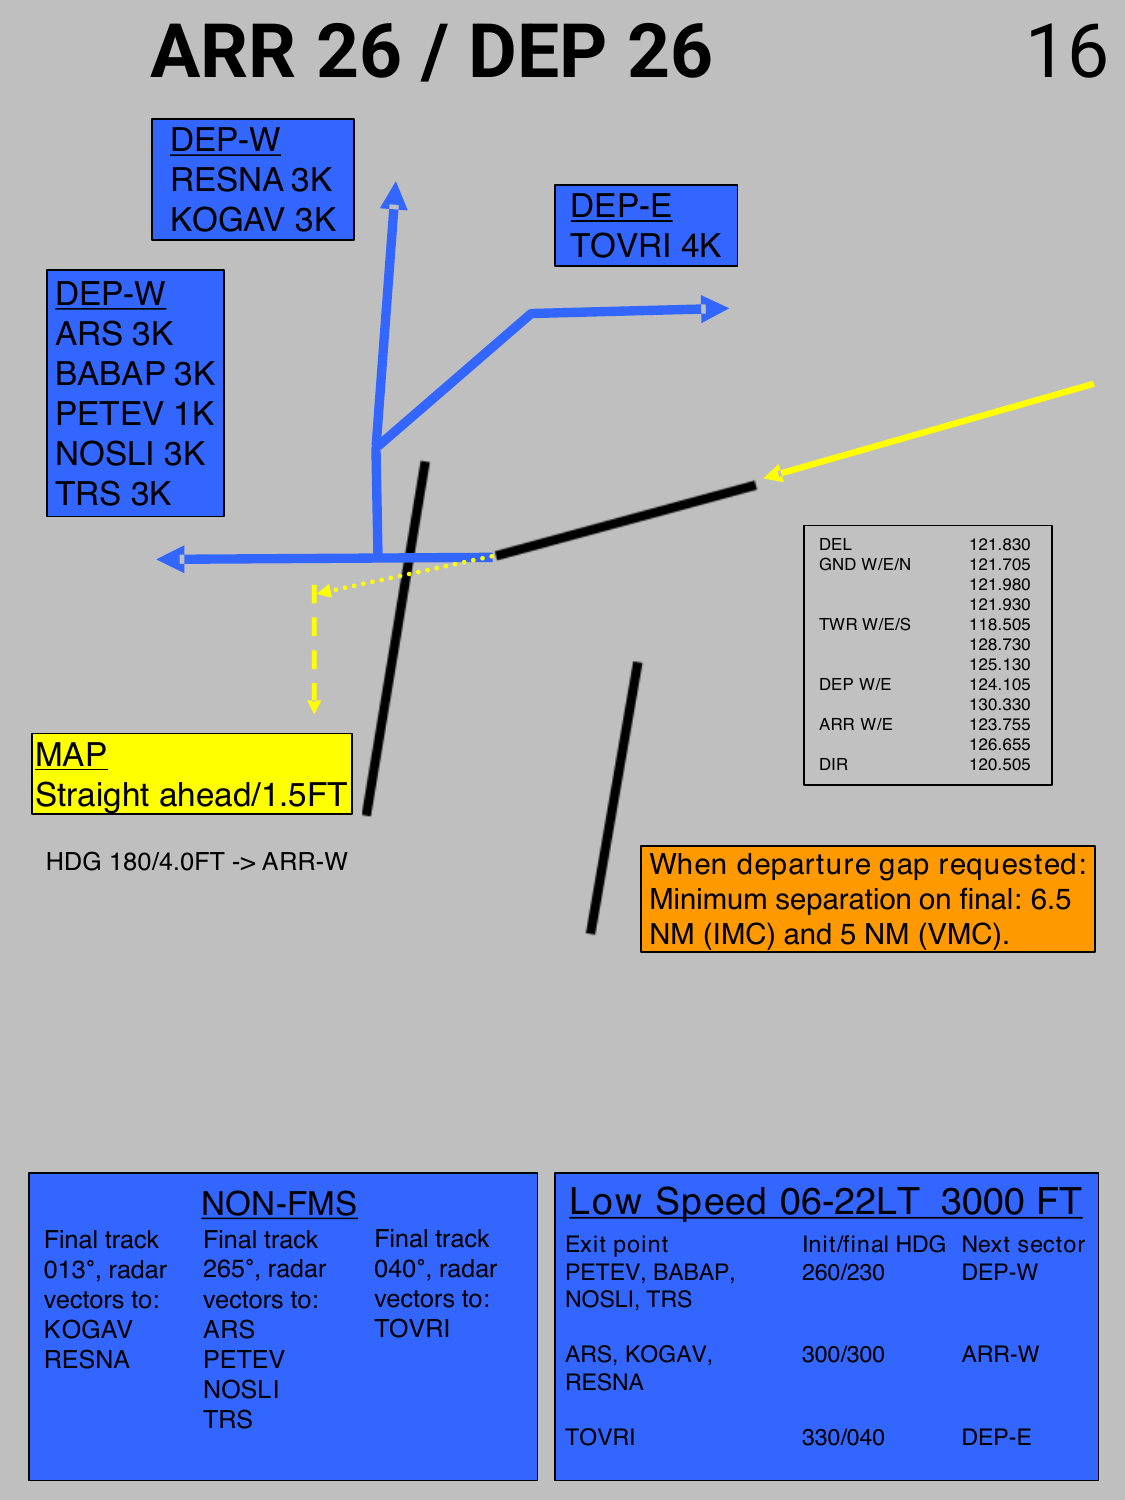 ARR 26 / DEP 26
16
DEP-W
RESNA 3K
KOGAV 3K
DEP-E
TOVRI 4K
DEP-W
ARS 3K
BABAP 3K
PETEV 1K
NOSLI 3K
TRS 3K
DEL 121.830
GND W/E/N 121.705
121.980
121.930
TWR W/E/S 118.505
128.730
125.130
DEP W/E 124.105
130.330
ARR W/E 123.755
126.655
DIR 120.505
MAP
Straight ahead/1.5FT
HDG 180/4.0FT -> ARR-W
When departure gap requested:
Minimum separation on final: 6.5
NM (IMC) and 5 NM (VMC).
NON-FMS
Final track
013°, radar
vectors to:
KOGAV
RESNA
Final track
265°, radar
vectors to:
ARS
PETEV
NOSLI
TRS
Final track
040°, radar
vectors to:
TOVRI
Low Speed 06-22LT 3000 FT
Exit point Init/final HDG Next sector
PETEV, BABAP, 260/230 DEP-W
NOSLI, TRS
ARS, KOGAV, 300/300 ARR-W
RESNA
TOVRI 330/040 DEP-E